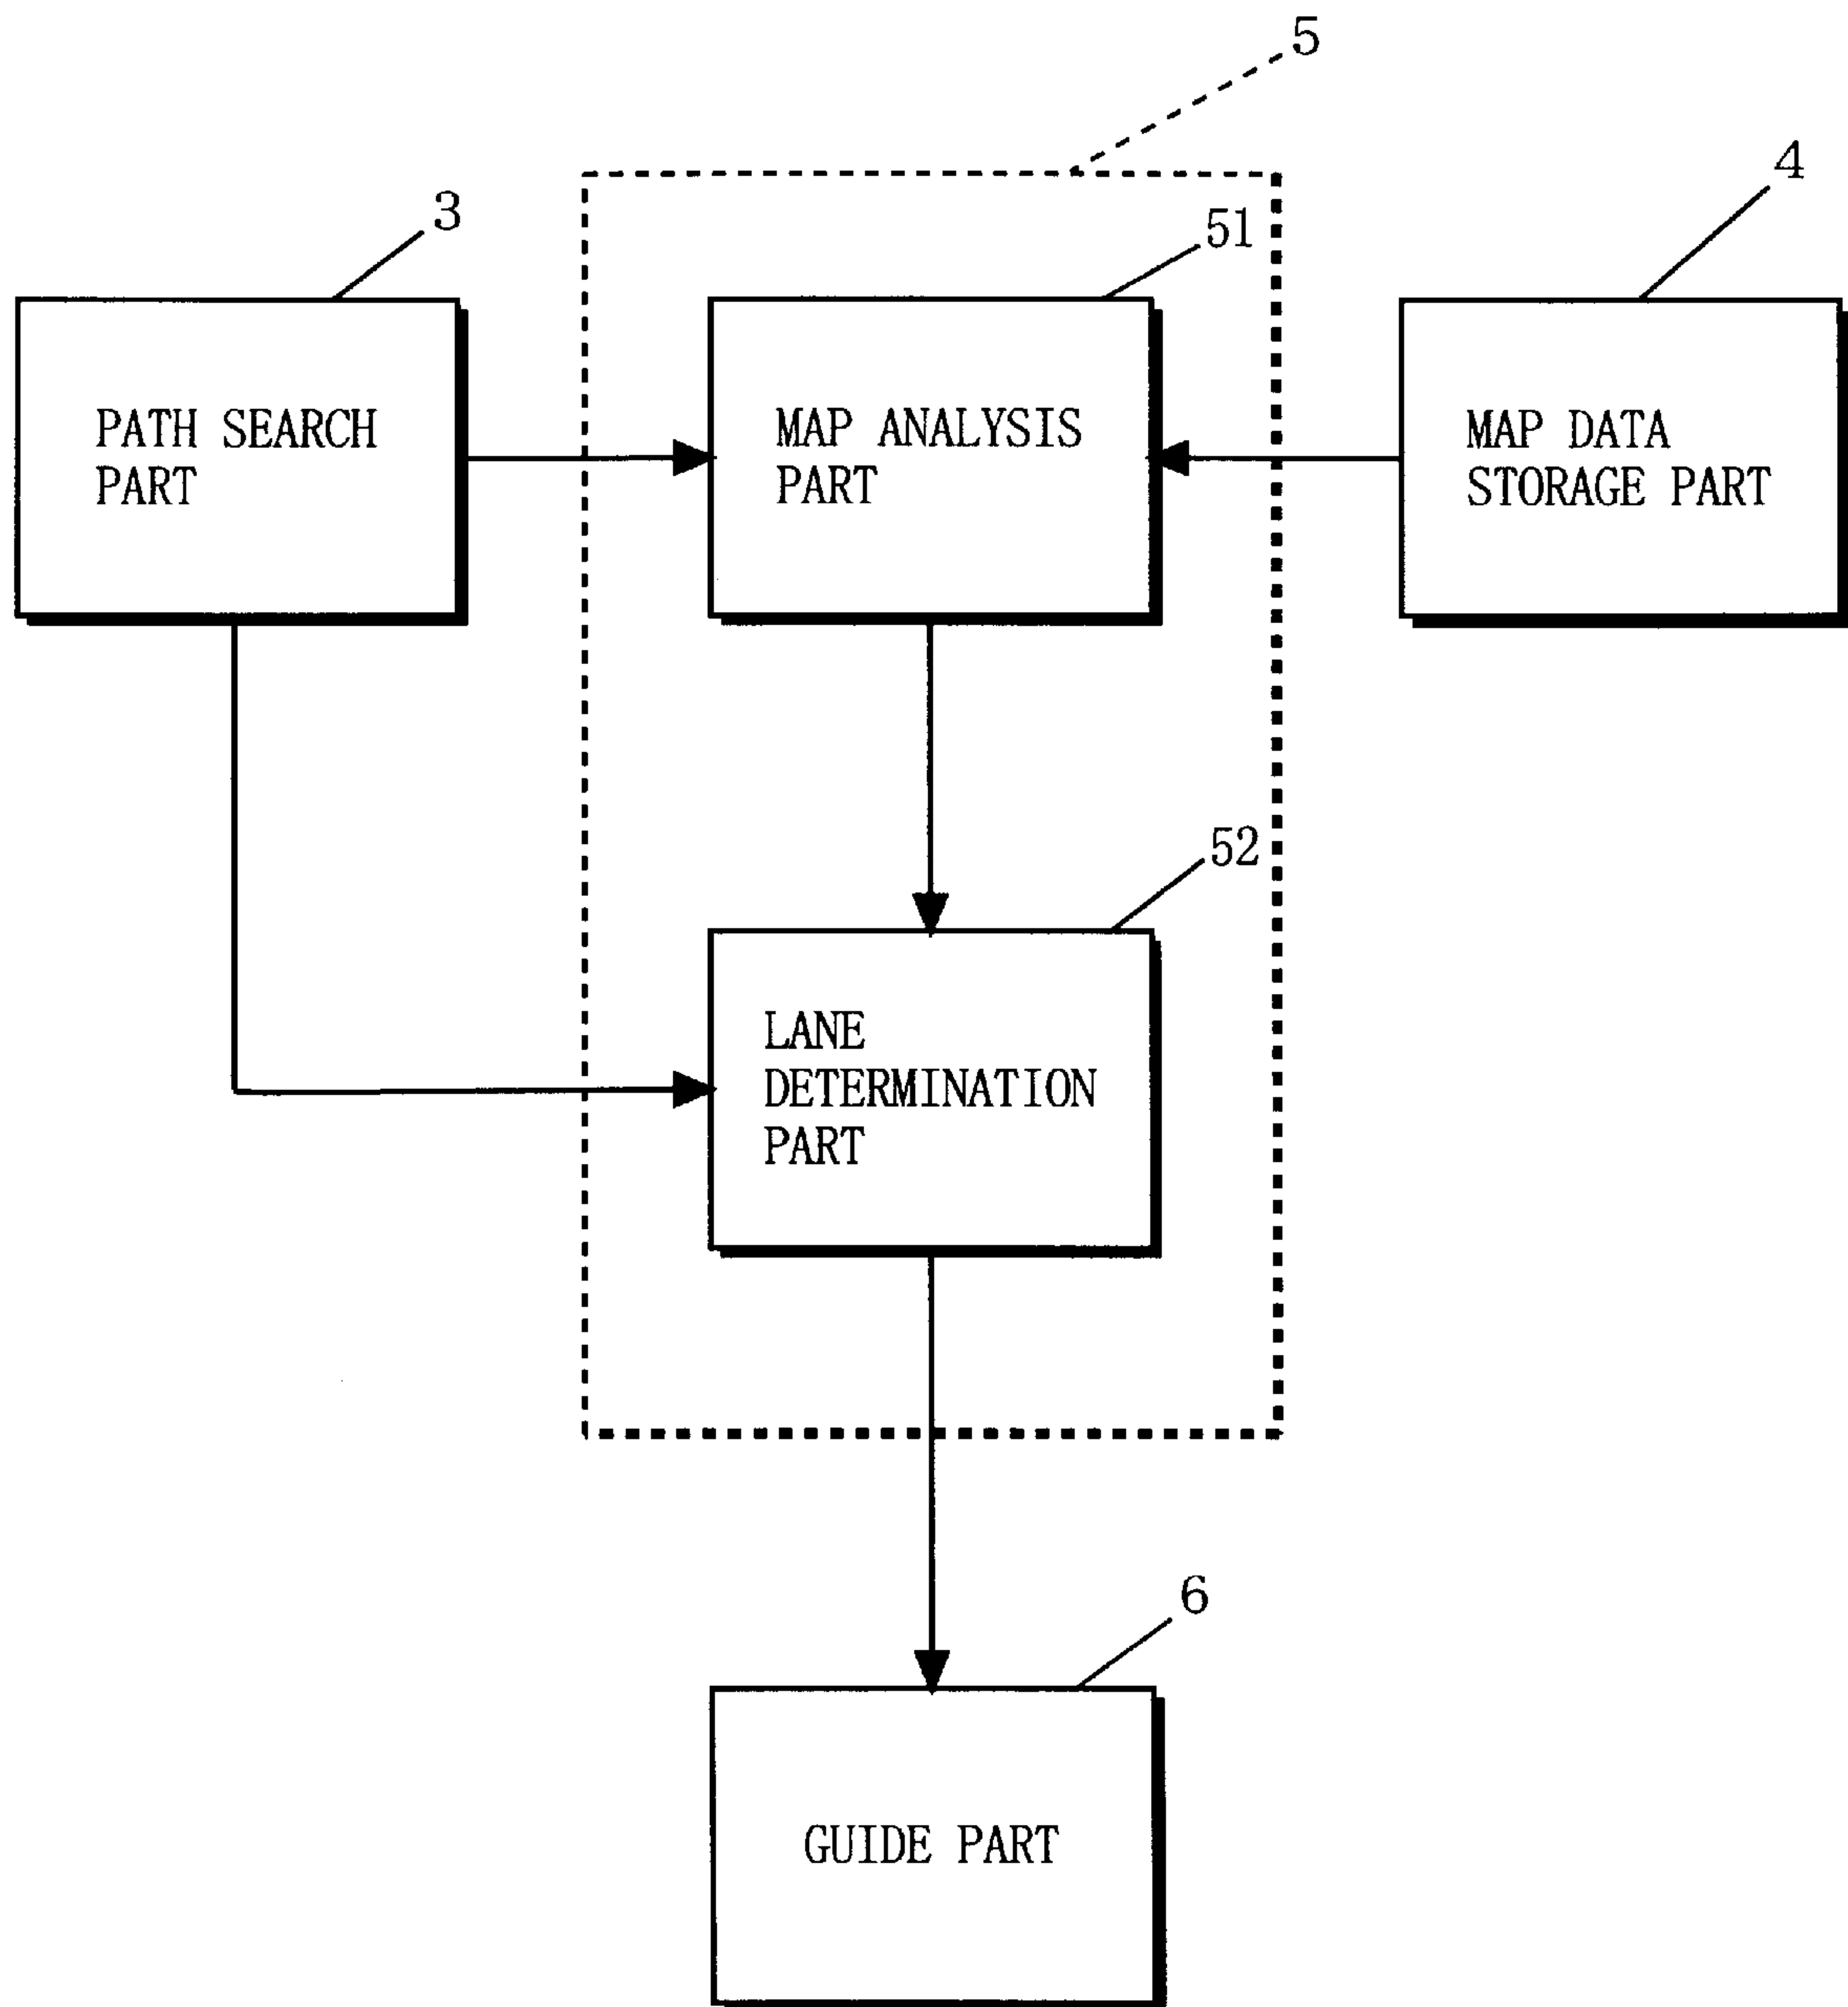 5
3
51
4
PATH SEARCH
PART
MAP ANALYSIS
PART
MAP DATA
STORAGE PART
52
LANE
DETERMINATION
PART
6
GUIDE PART